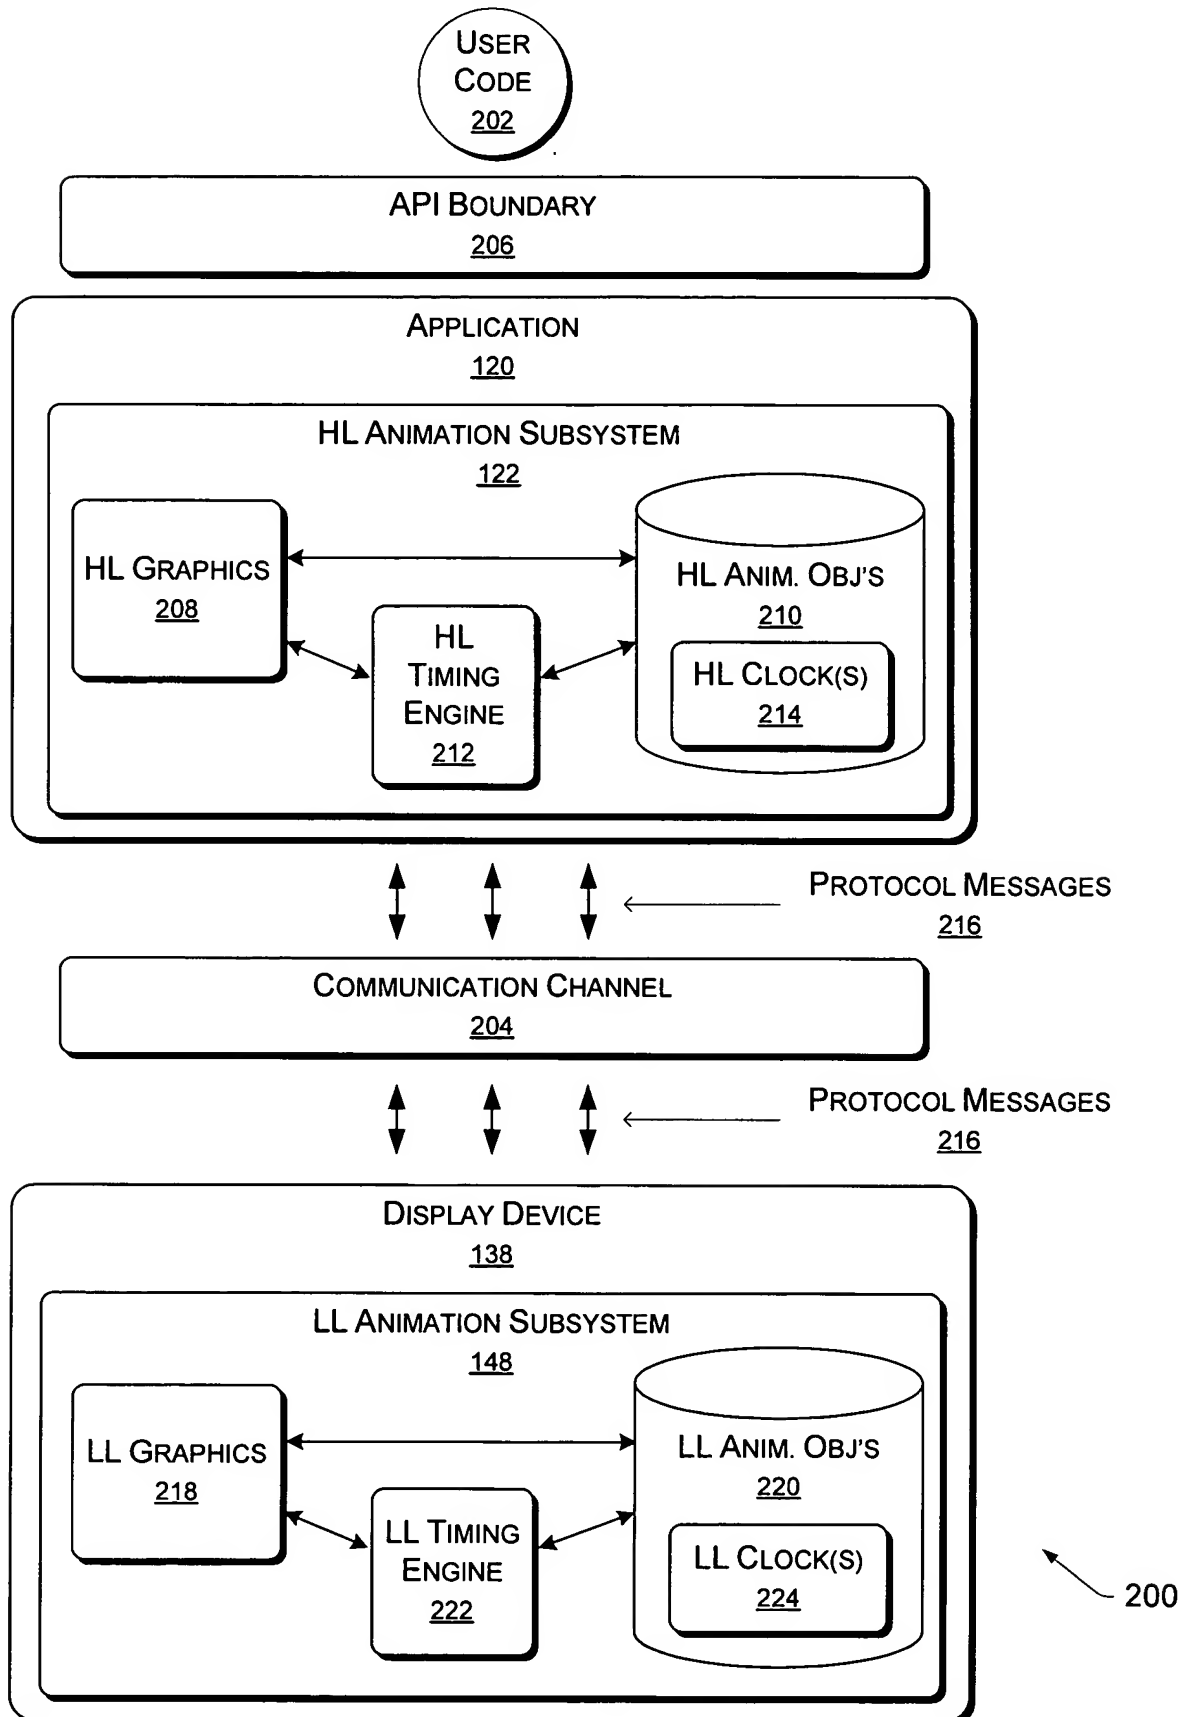 USER
CODE
202
API BOUNDARY
206
APPLICATION
120
HL ANIMATION SUBSYSTEM
122
HL GRAPHICS
208
HL
TIMING
ENGINE
212
HL ANIM. OBJ'S
210
HL CLOCK(S)
214
PROTOCOL MESSAGES
216
COMMUNICATION CHANNEL
204
PROTOCOL MESSAGES
216
DISPLAY DEVICE
138
LL ANIMATION SUBSYSTEM
148
LL GRAPHICS
218
LL TIMING
ENGINE
222
LL ANIM. OBJ'S
220
LL CLOCK(S)
224
200